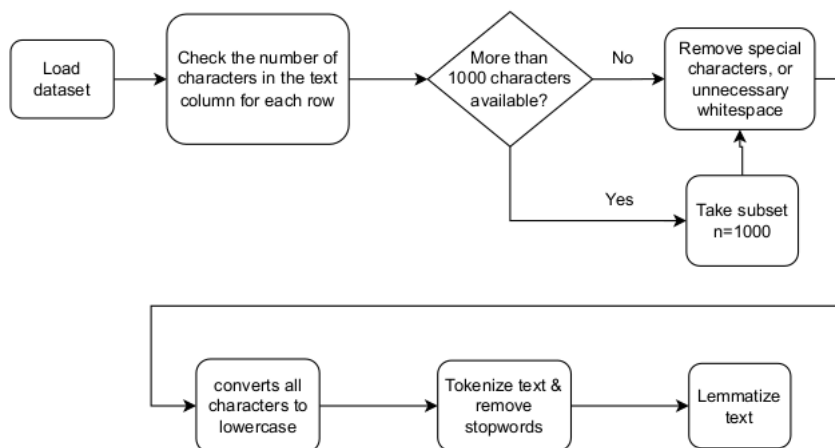 Load
dataset
Check the number of
characters in the text
column for each row
More than
1000 characters
available?
No
Remove special
characters, or
unnecessary
whitespace
Yes
Take subset
n=1000
converts all
characters to
lowercase
Tokenize text &
remove
stopwords
Lemmatize
text